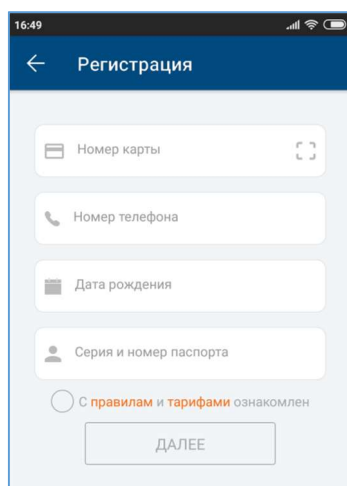 16:49
Регистрация
Номер карты
Номер телефона
Дата рождения
Серия и номер паспорта
С правилам и тарифами ознакомлен
ДАЛЕЕ